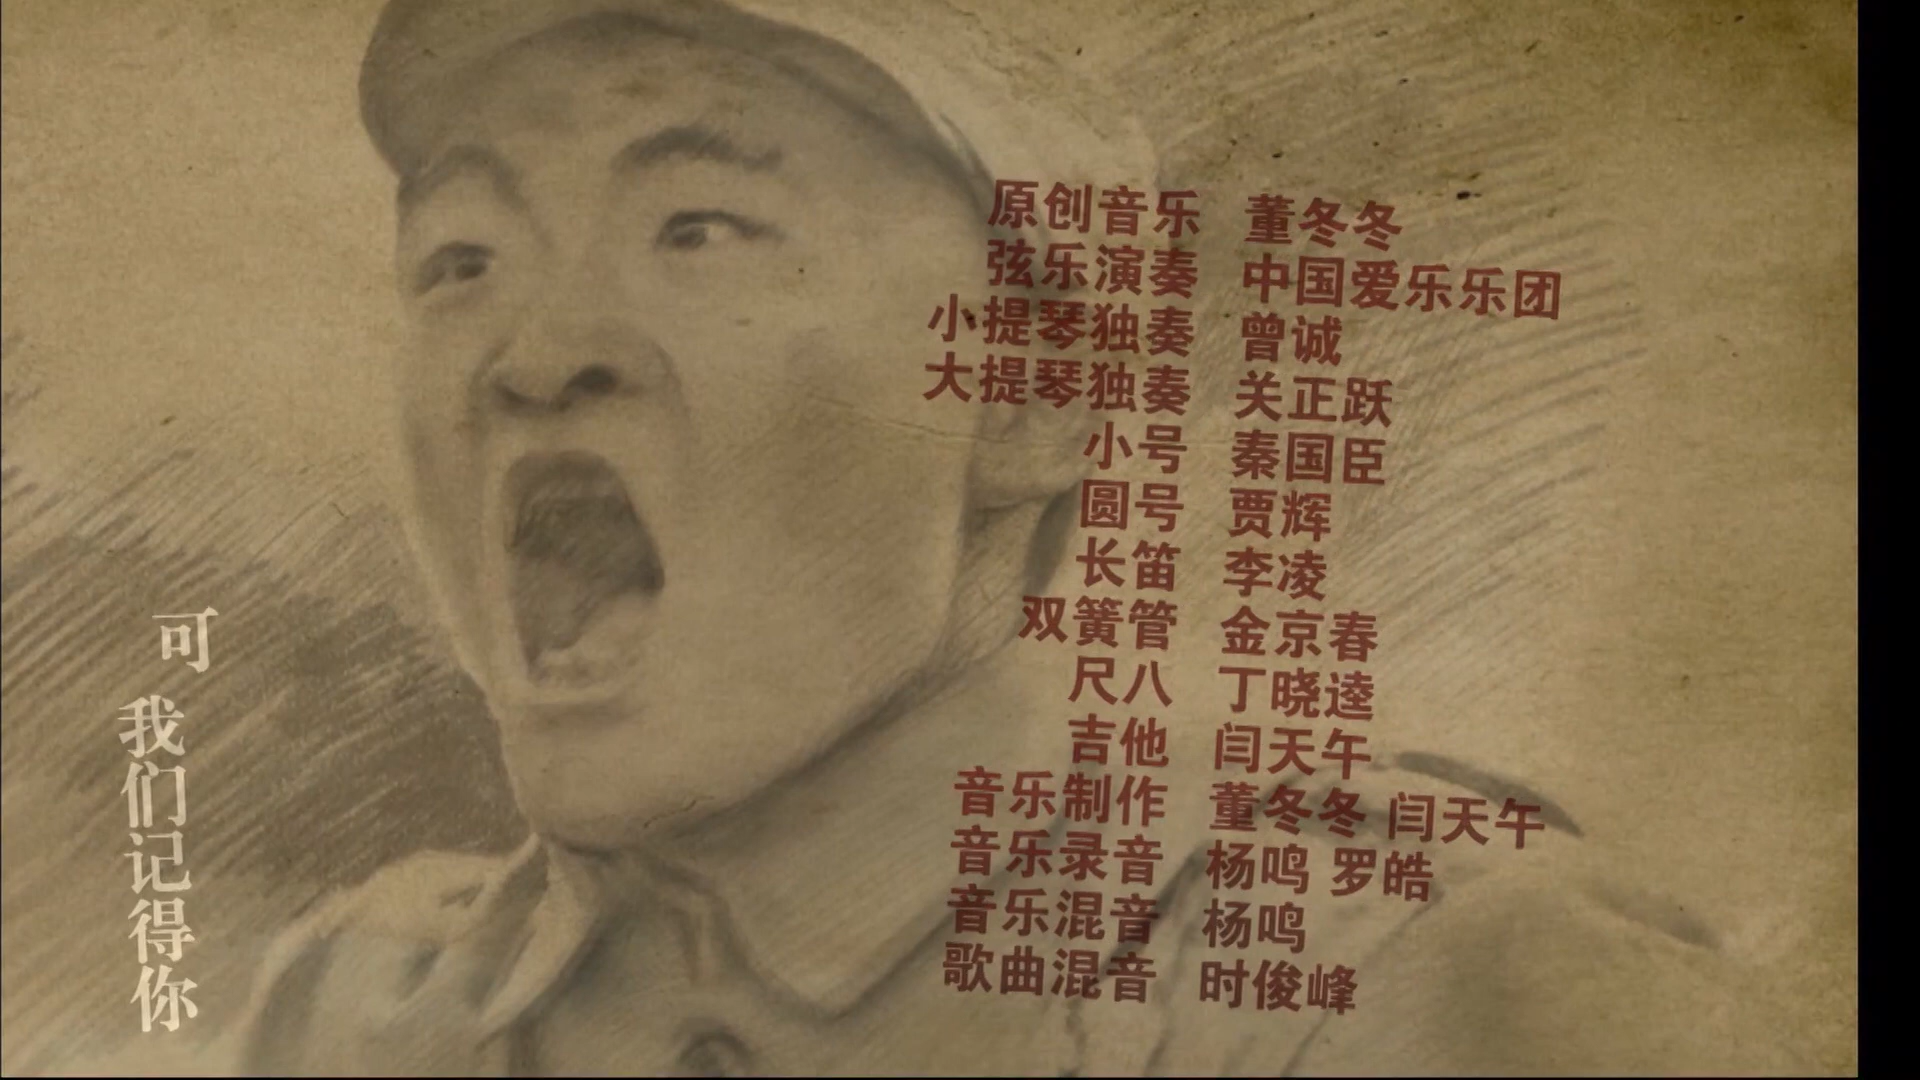 原创音乐 董冬冬
弦乐演奏 中国爱乐乐团
小提琴独奏 曾诚
大提琴独奏 关正跃
小号 秦国臣
圆号 贾辉
长笛 李凌
双簧管 金京春
尺八 丁晓逵
吉他 闫天午
音乐制作 董冬冬 闫天午
音乐录音 杨鸣 罗皓
音乐混音 杨鸣
歌曲混音 时俊峰
可 我们记得你